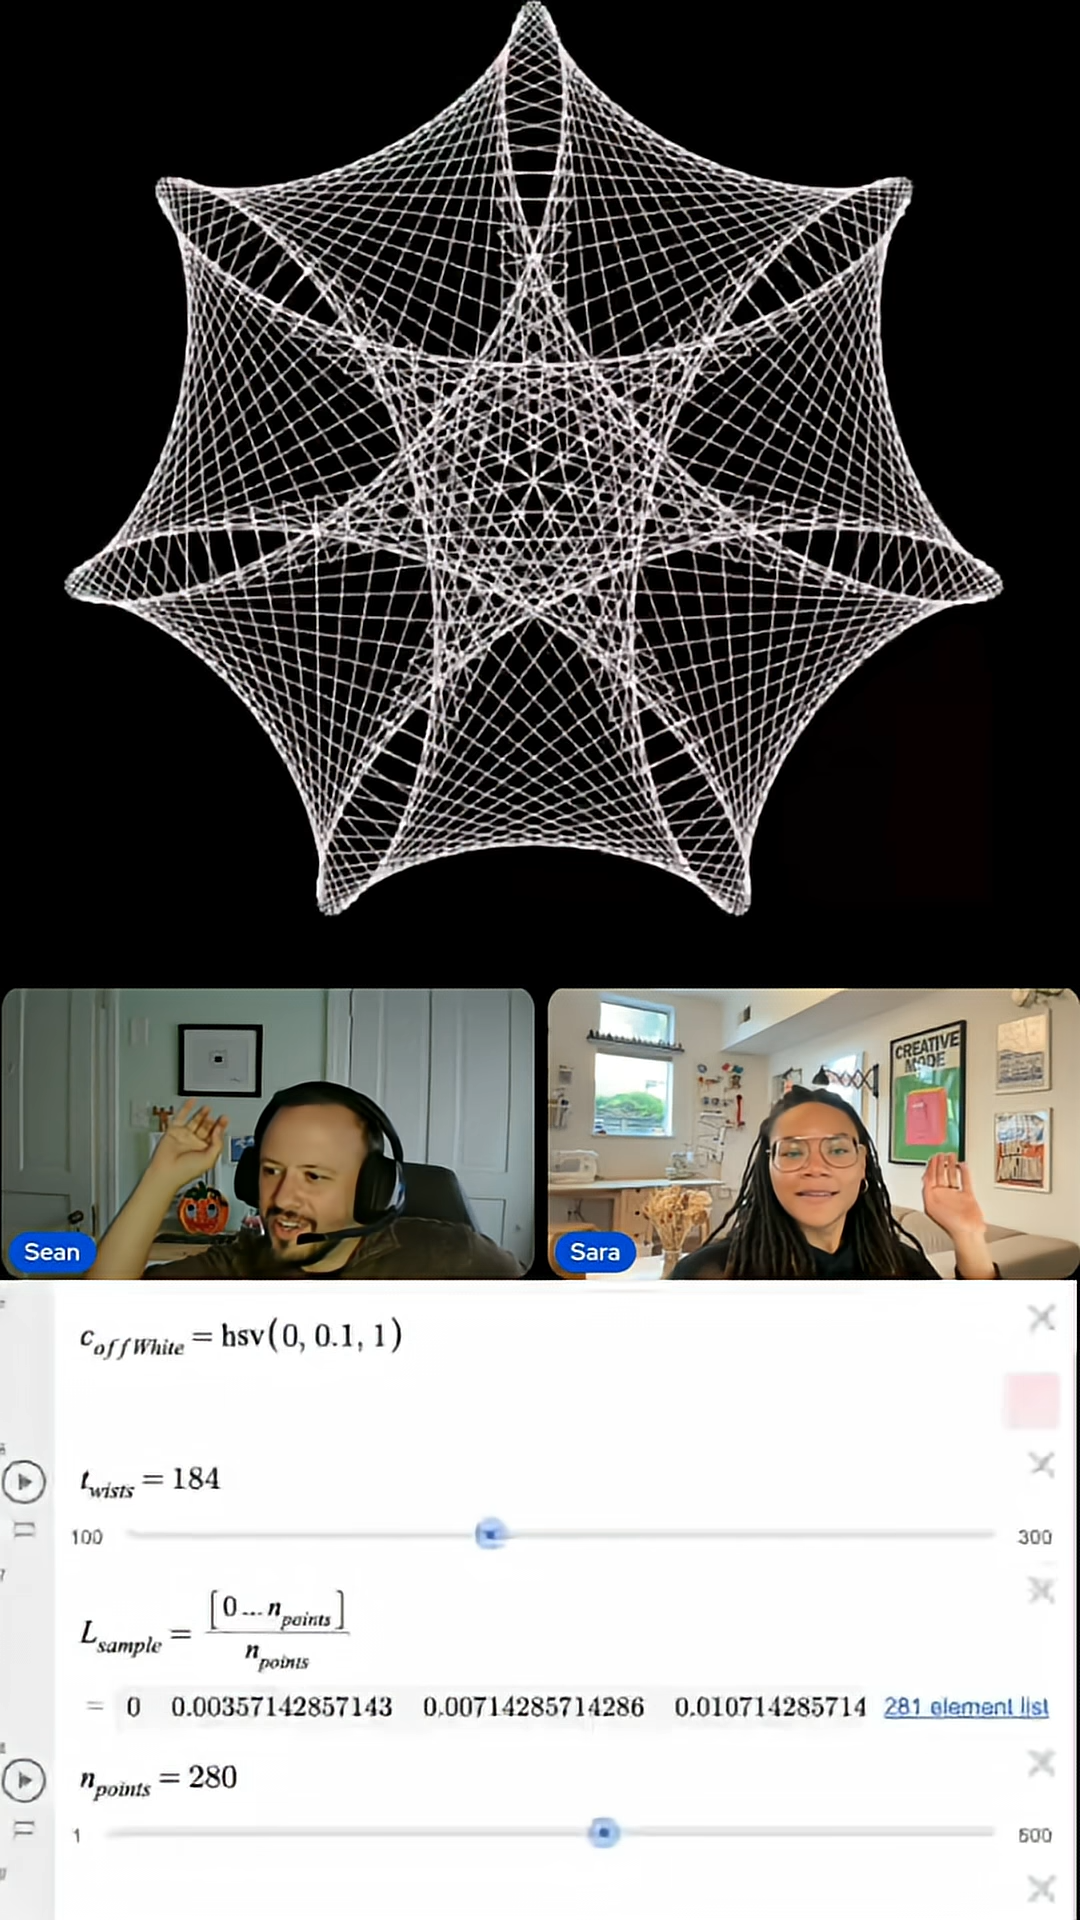 CREATIVE
MODE
Sean
Sara
c_offWhite = hsv(0, 0.1, 1)
t_wists = 184
100
300
L_sample = [0...n_points] / n_points
= 0 0.00357142857143 0.00714285714286 0.010714285714 281 element list
n_points = 280
1
500